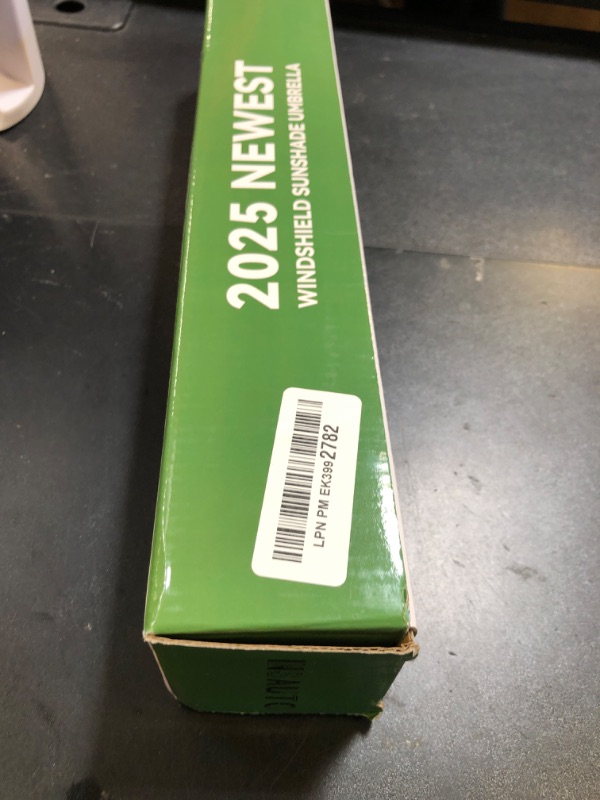 2025 NEWEST
WINDSHIELD SUNSHADE UMBRELLA
LPN PM EK3992782